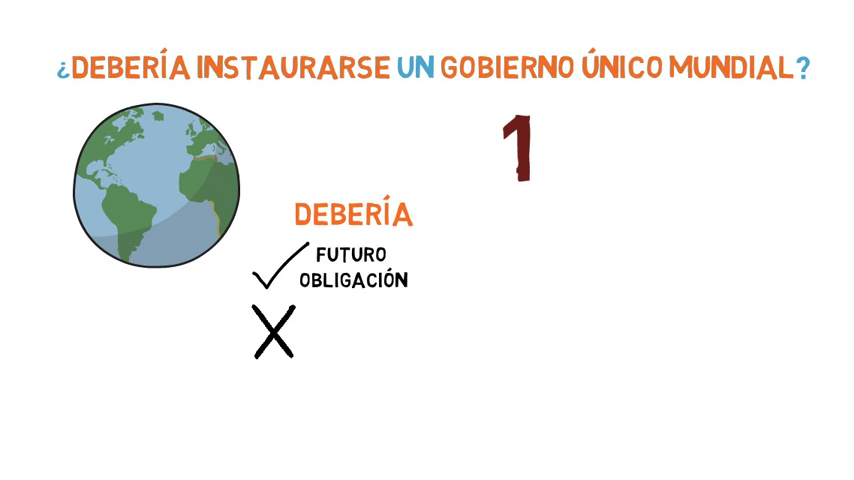 ¿DEBERÍA INSTAURARSE UN GOBIERNO ÚNICO MUNDIAL?
1
DEBERÍA
FUTURO
OBLIGACIÓN